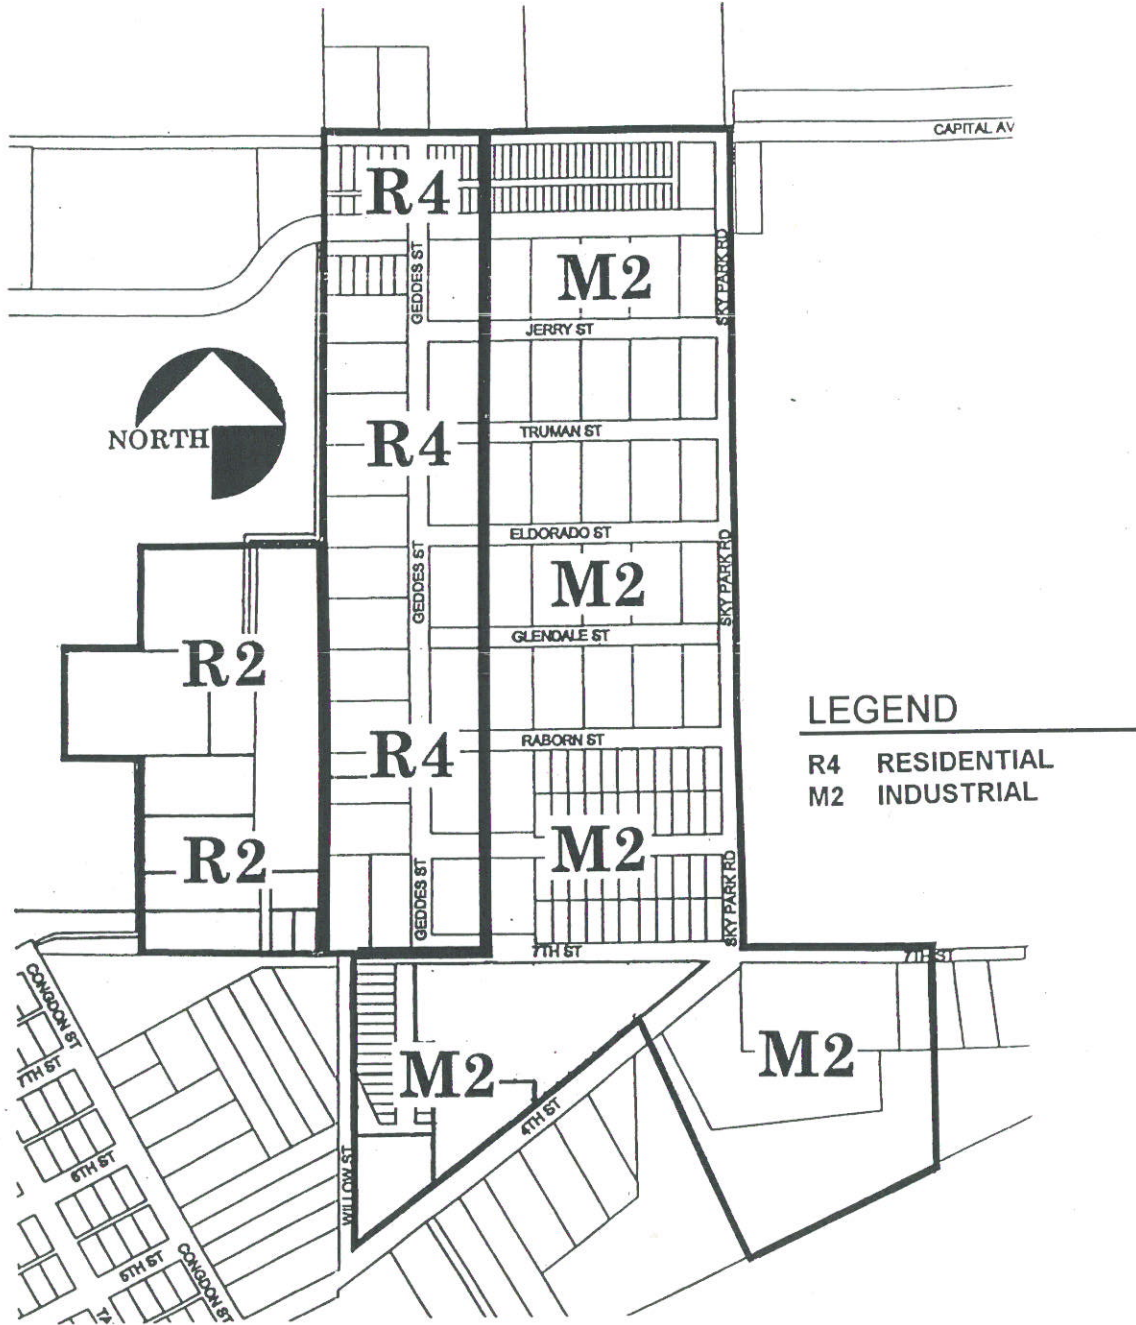 CAPITAL AV
R4
M2
GEDDES ST
SKY PARK RD
JERRY ST
NORTH
R4
TRUMAN ST
ELDORADO ST
GEDDES ST
M2
SKY PARK RD
GLENDALE ST
R2
LEGEND
R4 RESIDENTIAL
M2 INDUSTRIAL
RABORN ST
R4
M2
R2
GEDDES ST
SKY PARK RD
7TH ST
7TH ST
CONGDON ST
7TH ST
M2
M2
4TH ST
6TH ST
WILLOW ST
5TH ST
CONGDON ST
TA